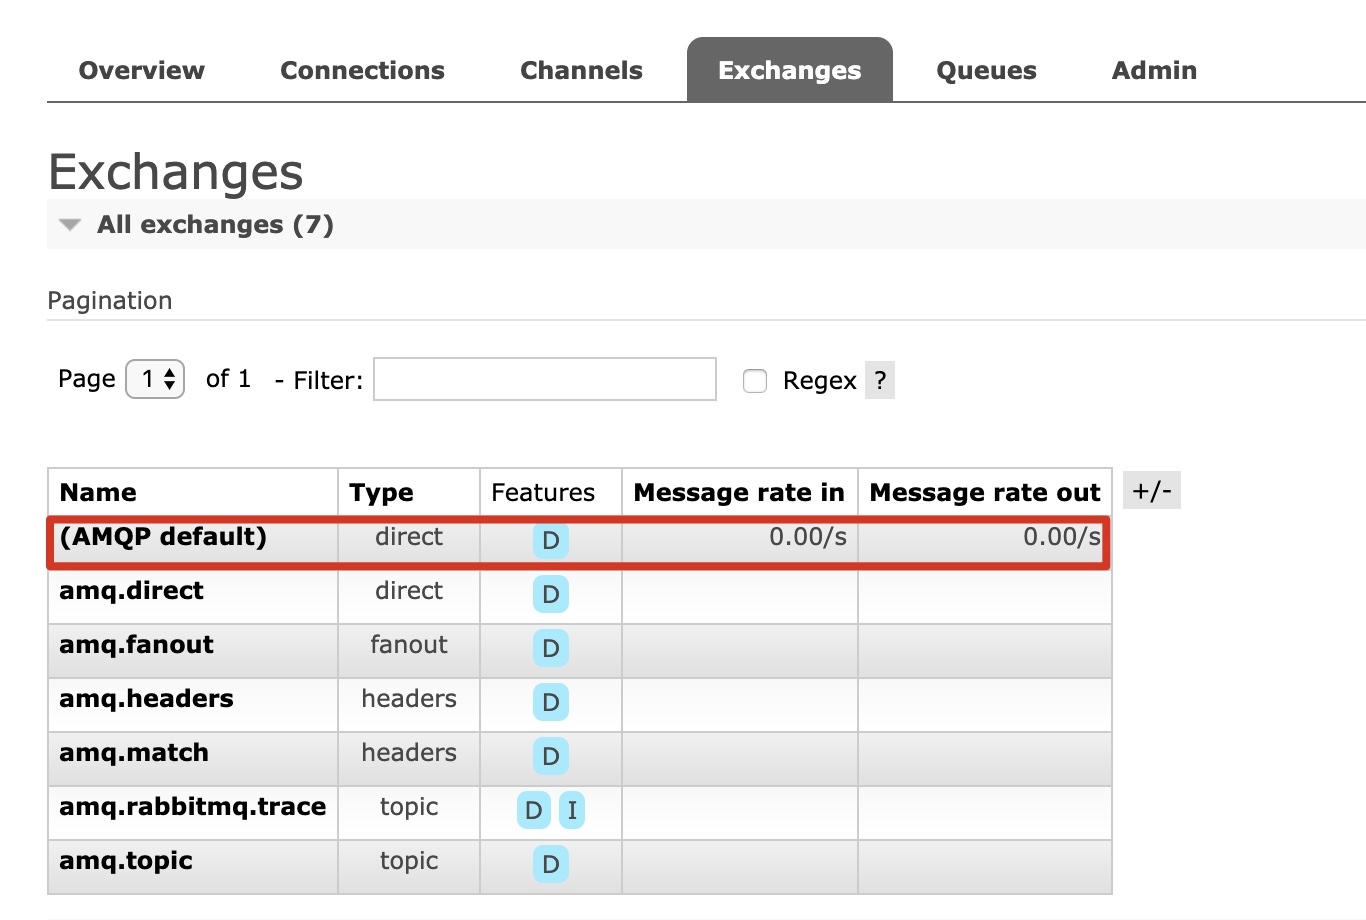 Overview Connections Channels Exchanges Queues Admin
Exchanges
All exchanges (7)
Pagination
Page 1 of 1 - Filter: Regex ?
Name Type Features Message rate in Message rate out +/-
(AMQP default) direct D 0.00/s 0.00/s
amq.direct direct D
amq.fanout fanout D
amq.headers headers D
amq.match headers D
amq.rabbitmq.trace topic D I
amq.topic topic D